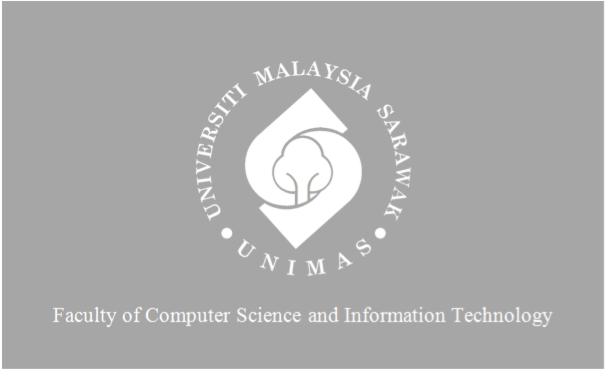 UNIVERSITI MALAYSIA SARAWAK
UNIMAS
Faculty of Computer Science and Information Technology